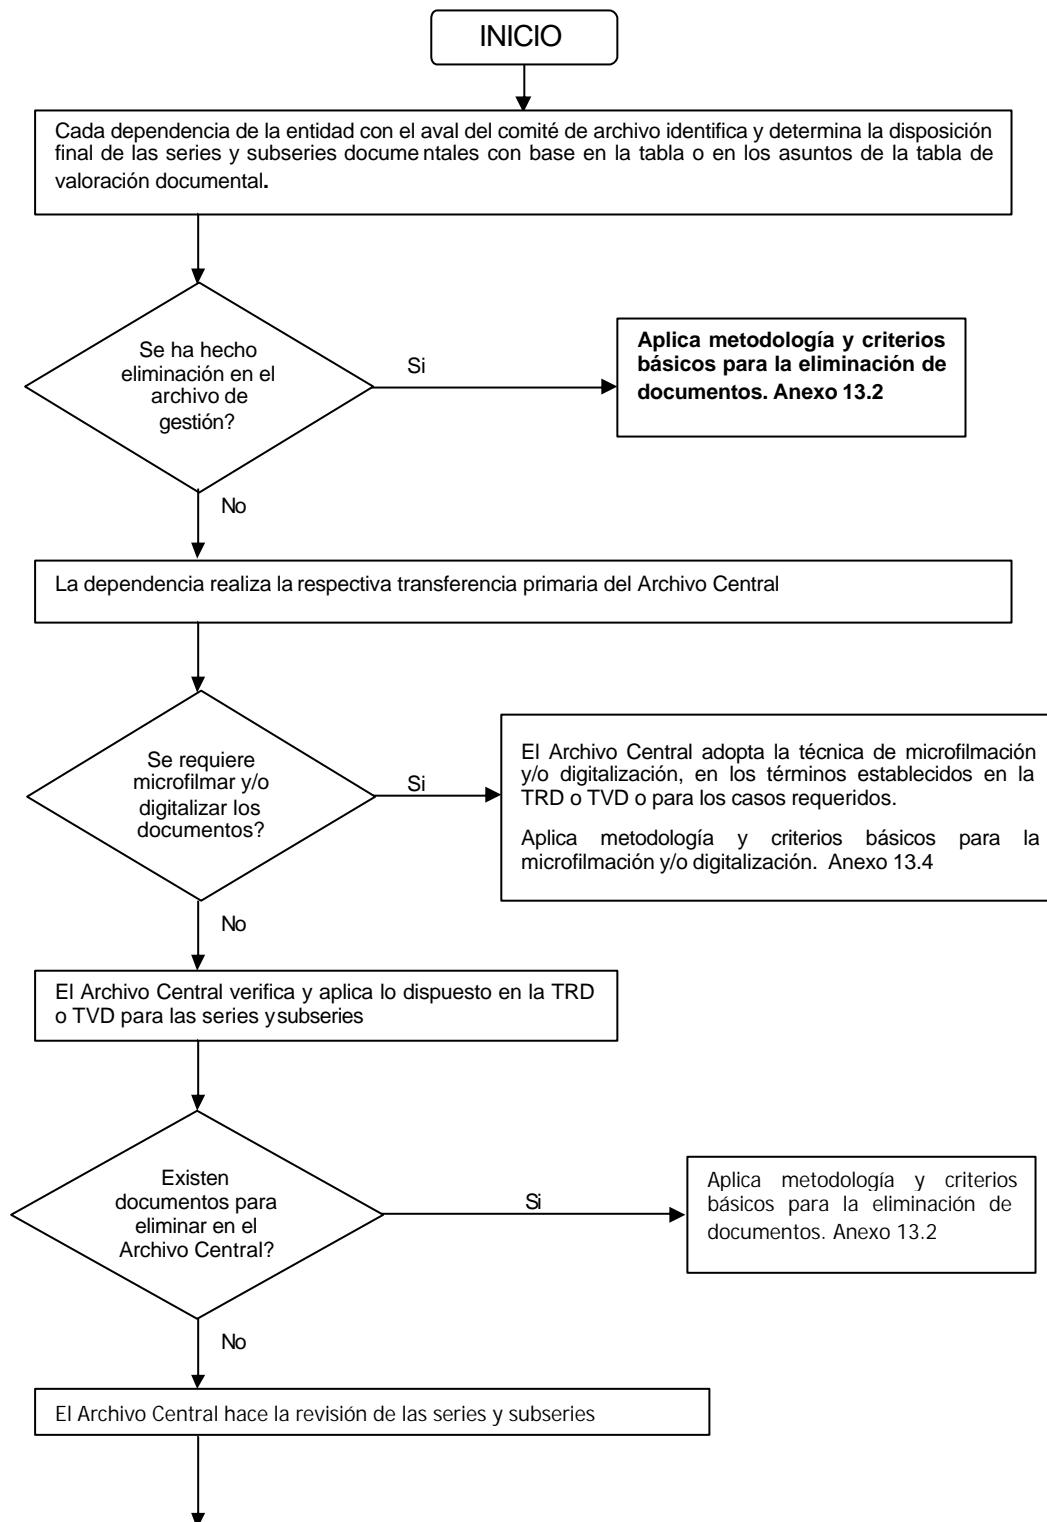 INICIO
Cada dependencia de la entidad con el aval del comité de archivo identifica y determina la disposición
final de las series y subseries documentales con base en la tabla o en los asuntos de la tabla de
valoración documental.
Se ha hecho
eliminación en el
archivo de
gestión?
Si
Aplica metodología y criterios
básicos para la eliminación de
documentos. Anexo 13.2
No
La dependencia realiza la respectiva transferencia primaria del Archivo Central
Se requiere
microfilmar y/o
digitalizar los
documentos?
Si
El Archivo Central adopta la técnica de microfilmación
y/o digitalización, en los términos establecidos en la
TRD o TVD o para los casos requeridos.
Aplica metodología y criterios básicos para la
microfilmación y/o digitalización. Anexo 13.4
No
El Archivo Central verifica y aplica lo dispuesto en la TRD
o TVD para las series y subseries
Existen
documentos para
eliminar en el
Archivo Central?
Si
Aplica metodología y criterios
básicos para la eliminación de
documentos. Anexo 13.2
No
El Archivo Central hace la revisión de las series y subseries